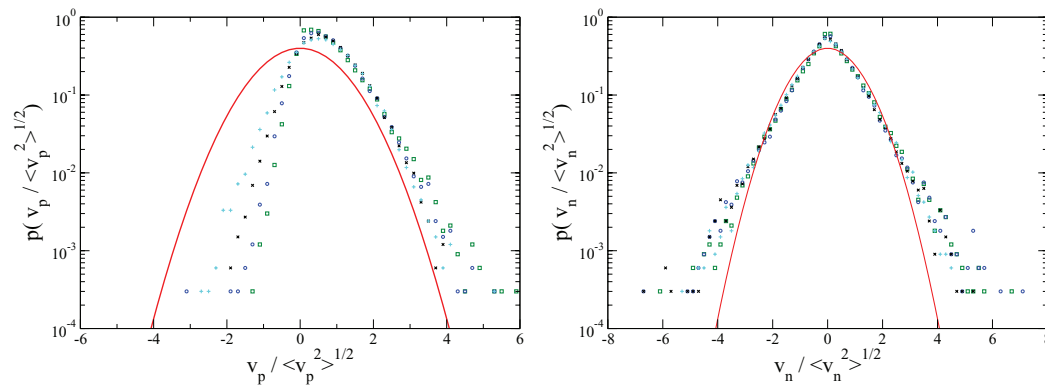 10^0
10^-1
10^-2
10^-3
10^-4
p( v_p / <v_p^2>^1/2)
-6 -4 -2 0 2 4 6
v_p / <v_p^2>^1/2
10^0
10^-1
10^-2
10^-3
10^-4
p( v_n / <v_n^2>^1/2)
-8 -6 -4 -2 0 2 4 6 8
v_n / <v_n^2>^1/2